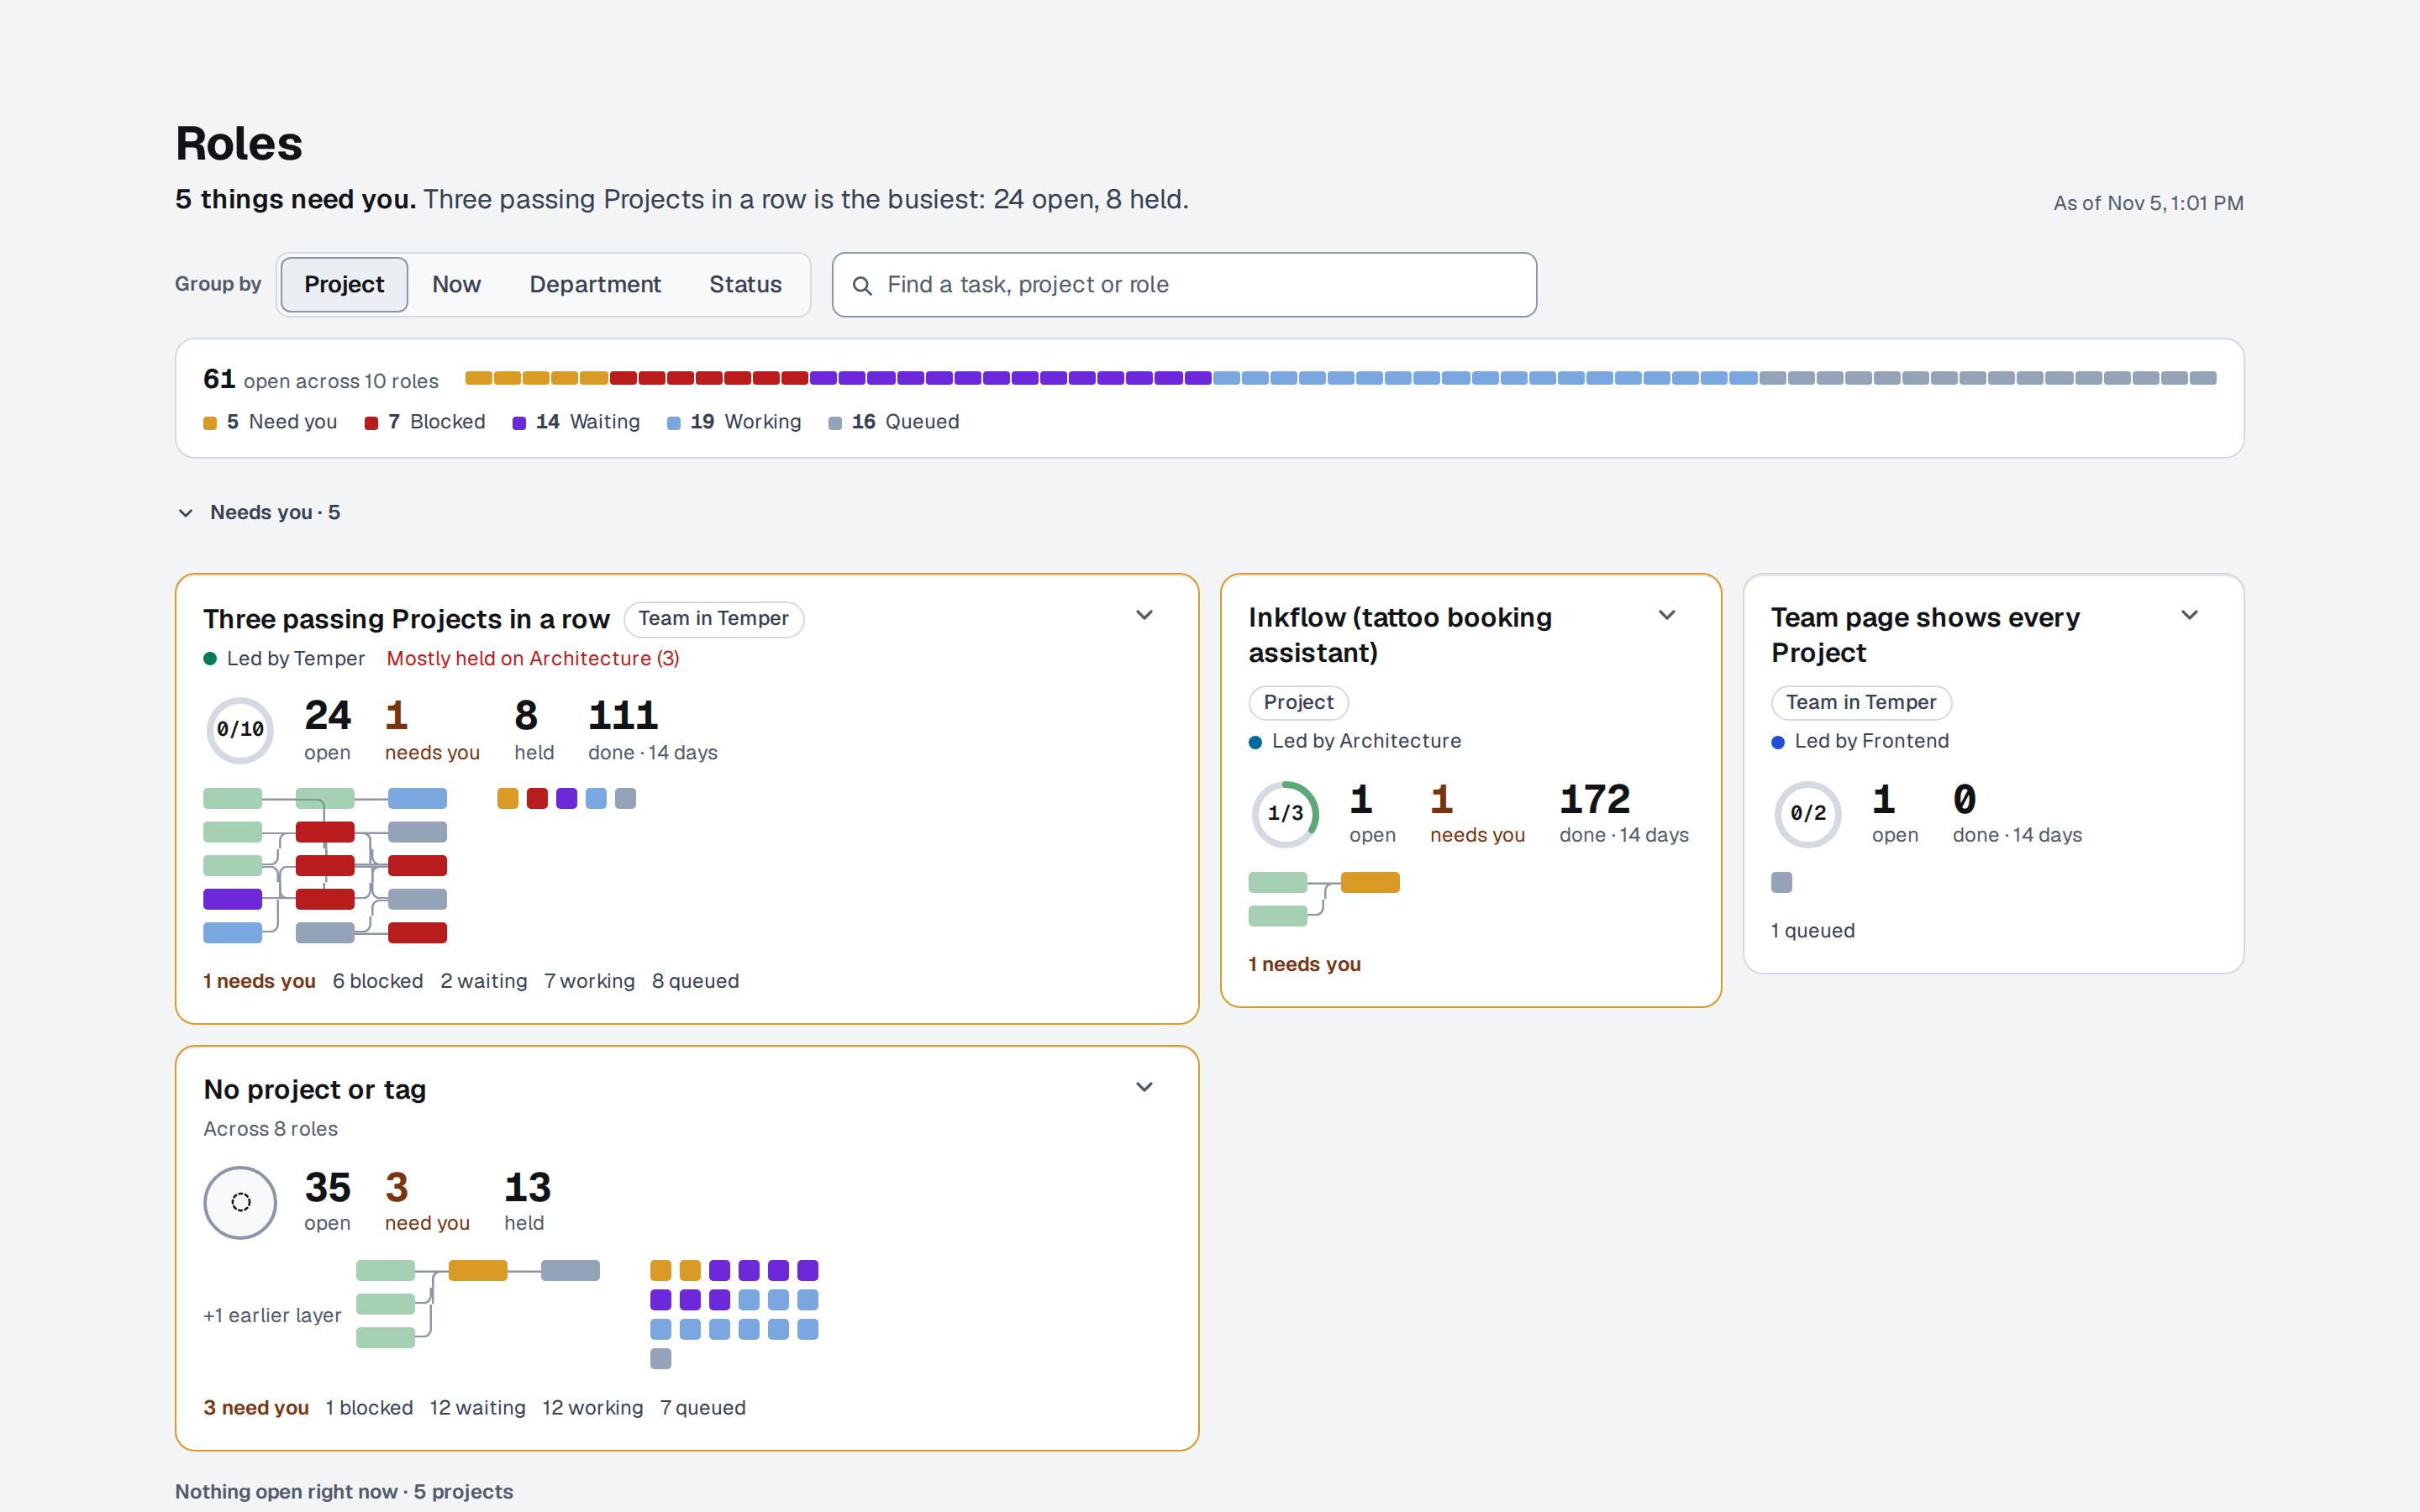 Roles
5 things need you. Three passing Projects in a row is the busiest: 24 open, 8 held.
As of Nov 5, 1:01 PM
Group by
Project
Now
Department
Status
Find a task, project or role
61 open across 10 roles
5 Need you
7 Blocked
14 Waiting
19 Working
16 Queued
Needs you · 5
Three passing Projects in a row
Team in Temper
Led by Temper
Mostly held on Architecture (3)
0/10
24 open
1 needs you
8 held
111 done · 14 days
1 needs you 6 blocked 2 waiting 7 working 8 queued
Inkflow (tattoo booking
assistant)
Project
Led by Architecture
1/3
1 open
1 needs you
172 done · 14 days
1 needs you
Team page shows every
Project
Team in Temper
Led by Frontend
0/2
1 open
0 done · 14 days
1 queued
No project or tag
Across 8 roles
35 open
3 need you
13 held
+1 earlier layer
3 need you 1 blocked 12 waiting 12 working 7 queued
Nothing open right now · 5 projects